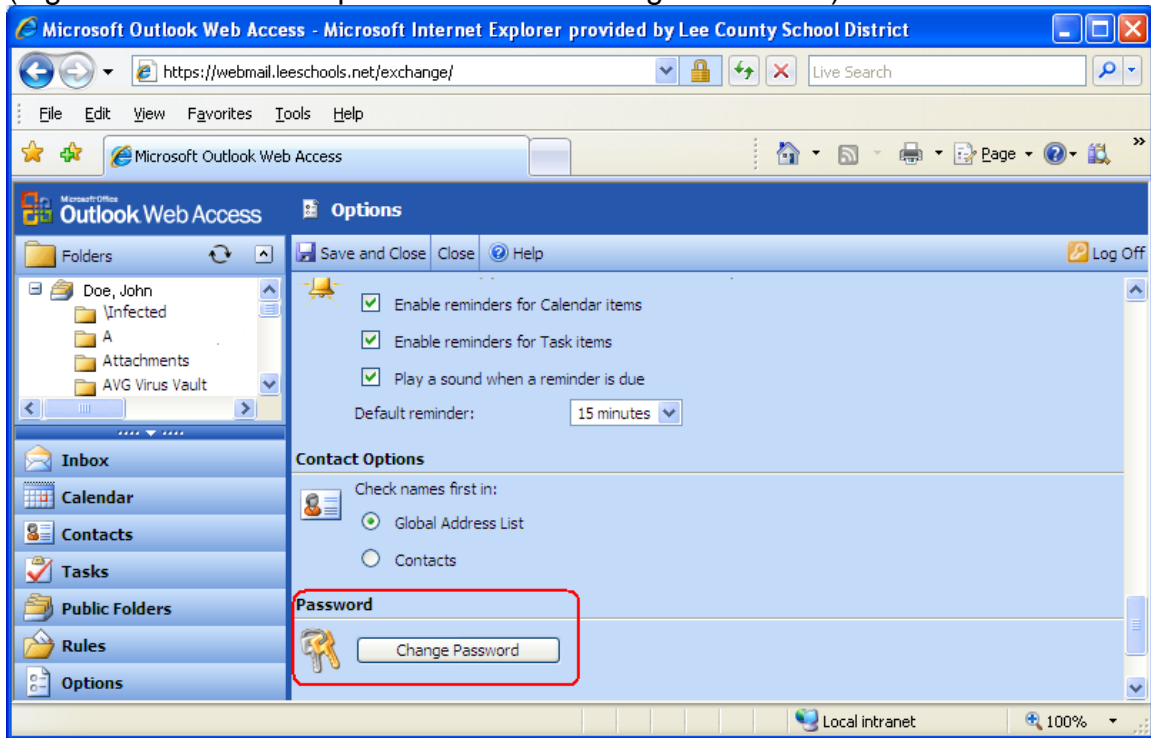 Microsoft Outlook Web Access - Microsoft Internet Explorer provided by Lee County School District
https://webmail.leeschools.net/exchange/
Live Search
File Edit View Favorites Tools Help
Microsoft Outlook Web Access
Page
»
Microsoft Office
Outlook Web Access
Options
Folders
Save and Close Close Help Log Off
Doe, John
\Infected
A
Attachments
AVG Virus Vault
Enable reminders for Calendar items
Enable reminders for Task items
Play a sound when a reminder is due
Default reminder: 15 minutes
Inbox
Calendar
Contacts
Tasks
Public Folders
Rules
Options
Contact Options
Check names first in:
Global Address List
Contacts
Password
Change Password
Local intranet 100%